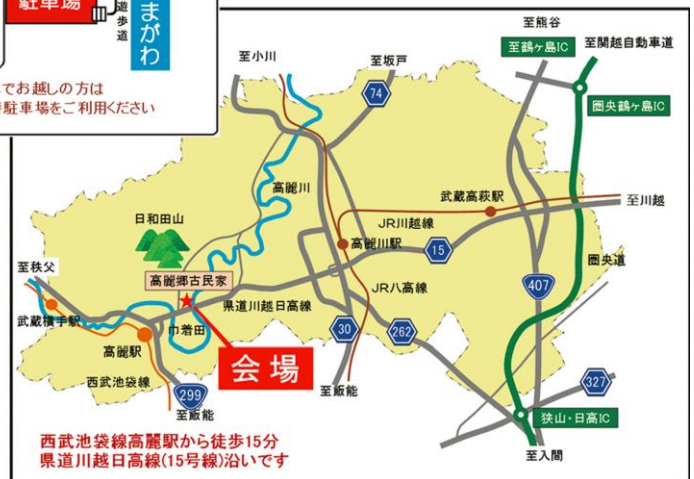 駐車場
遊歩道
まがわ
でお越しの方は
駐車場をご利用ください
至熊谷
至鶴ヶ島IC
至関越自動車道
至小川
至坂戸
74
圏央鶴ヶ島IC
高麗川
武蔵高萩駅
至川越
日和田山
JR川越線
高麗川駅
15
至秩父
高麗郷古民家
圏央道
JR八高線
407
武蔵横手駅
県道川越日高線
巾着田
30
262
高麗駅
会場
327
西武池袋線
299
至飯能
至飯能
狭山・日高IC
西武池袋線高麗駅から徒歩15分
県道川越日高線(15号線)沿いです
至入間